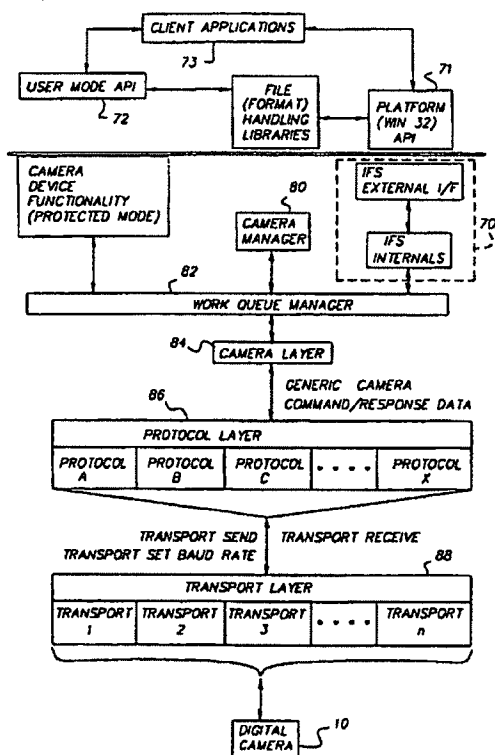 CLIENT APPLICATIONS
73
71
USER MODE API
72
FILE
(FORMAT)
HANDLING
LIBRARIES
PLATFORM
(WIN 32)
API
CAMERA
DEVICE
FUNCTIONALITY
(PROTECTED MODE)
80
CAMERA
MANAGER
IFS
EXTERNAL I/F
70
IFS
INTERNALS
82
WORK QUEUE MANAGER
84
CAMERA LAYER
GENERIC CAMERA
COMMAND/RESPONSE DATA
86
PROTOCOL LAYER
PROTOCOL
A
PROTOCOL
B
PROTOCOL
C
• • • •
PROTOCOL
X
TRANSPORT SEND
TRANSPORT SET BAUD RATE
TRANSPORT RECEIVE
88
TRANSPORT LAYER
TRANSPORT
1
TRANSPORT
2
TRANSPORT
3
• • • •
TRANSPORT
n
DIGITAL
CAMERA
10